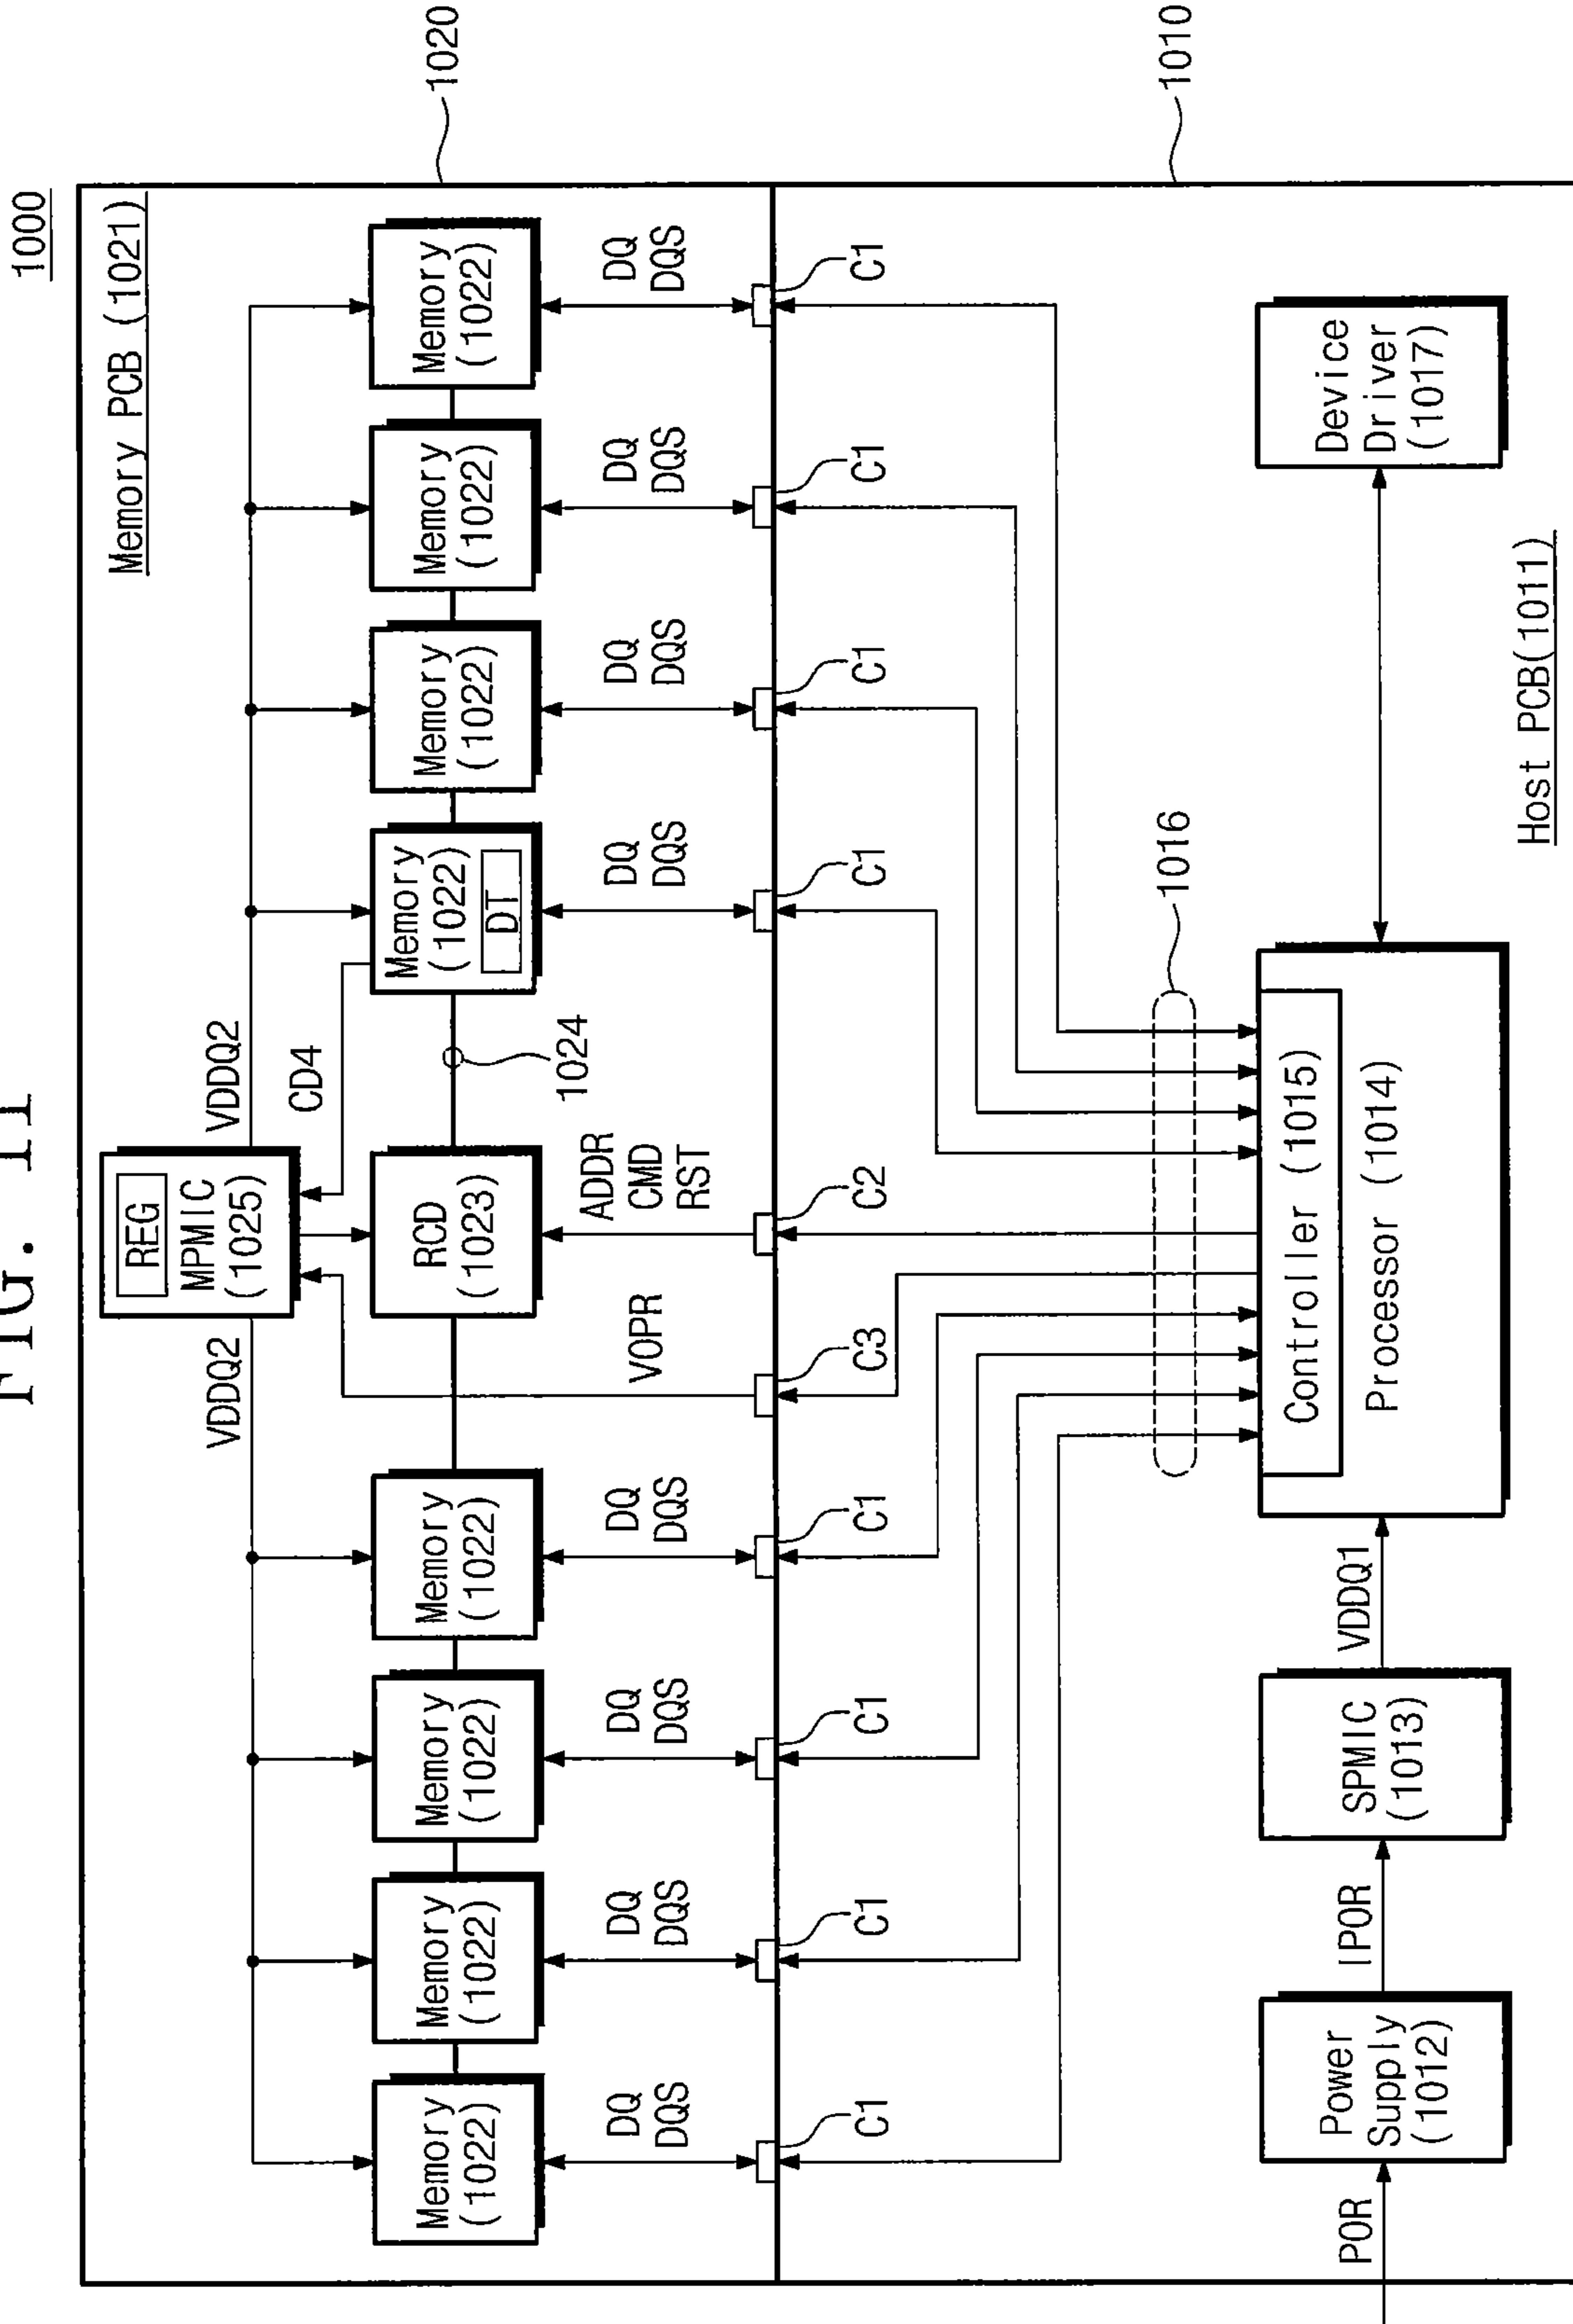 FIG. 11
1000
Memory PCB (1021)
REG
MPMIC
(1025)
VDDQ2
VDDQ2
CD4
1020
Memory
(1022)
Memory
(1022)
Memory
(1022)
Memory
(1022)
RCD
(1023)
Memory
(1022)
DT
Memory
(1022)
Memory
(1022)
Memory
(1022)
1024
DQ
DQS
DQ
DQS
DQ
DQS
DQ
DQS
VOPR
ADDR
CMD
RST
DQ
DQS
DQ
DQS
DQ
DQS
DQ
DQS
C1
C1
C1
C1
C3
C2
C1
C1
C1
C1
1016
1010
POR
Power
Supply
(1012)
IPOR
SPMIC
(1013)
VDDQ1
Controller (1015)
Processor (1014)
Device
Driver
(1017)
Host PCB(1011)